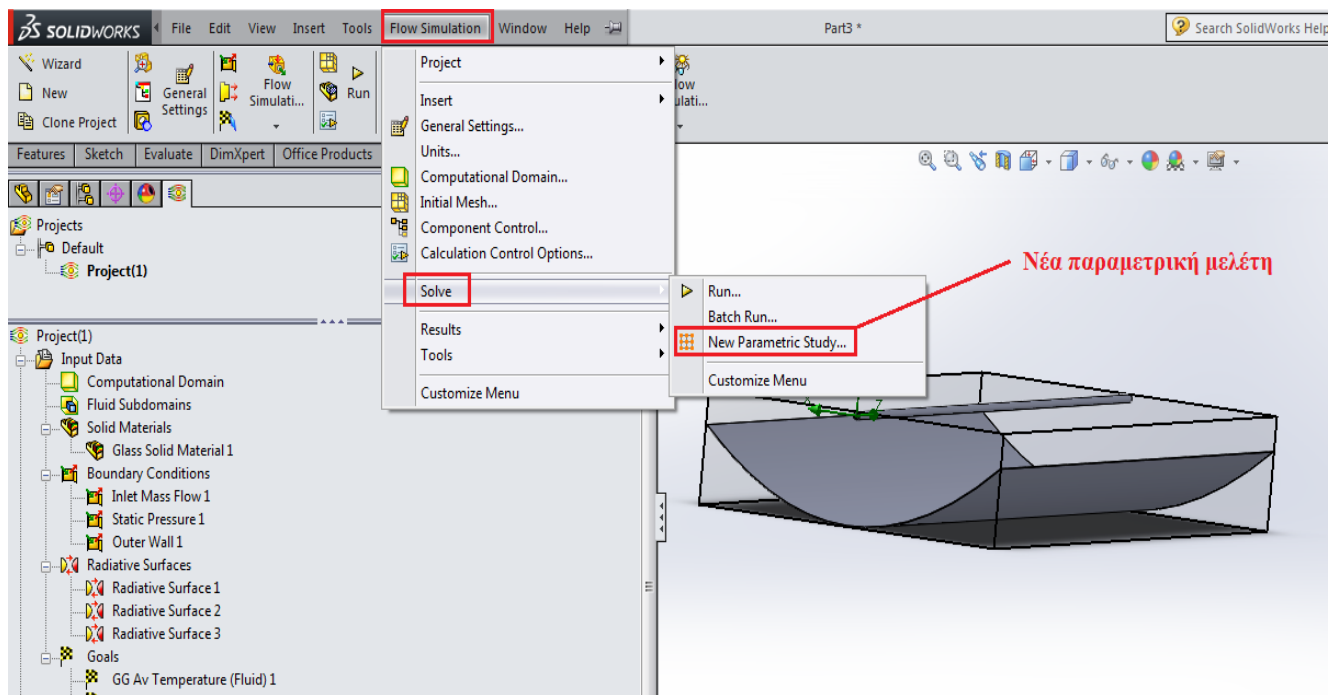 SOLIDWORKS File Edit View Insert Tools Flow Simulation Window Help Part3 * Search SolidWorks Help
Wizard
New
Clone Project
General
Settings
Flow
Simulati...
Run
Features Sketch Evaluate DimXpert Office Products
Projects
Default
Project(1)
Project(1)
Input Data
Computational Domain
Fluid Subdomains
Solid Materials
Glass Solid Material 1
Boundary Conditions
Inlet Mass Flow 1
Static Pressure 1
Outer Wall 1
Radiative Surfaces
Radiative Surface 1
Radiative Surface 2
Radiative Surface 3
Goals
GG Av Temperature (Fluid) 1
Project
Insert
General Settings...
Units...
Computational Domain...
Initial Mesh...
Component Control...
Calculation Control Options...
Solve
Results
Tools
Customize Menu
Run...
Batch Run...
New Parametric Study...
Customize Menu
Νέα παραμετρική μελέτη